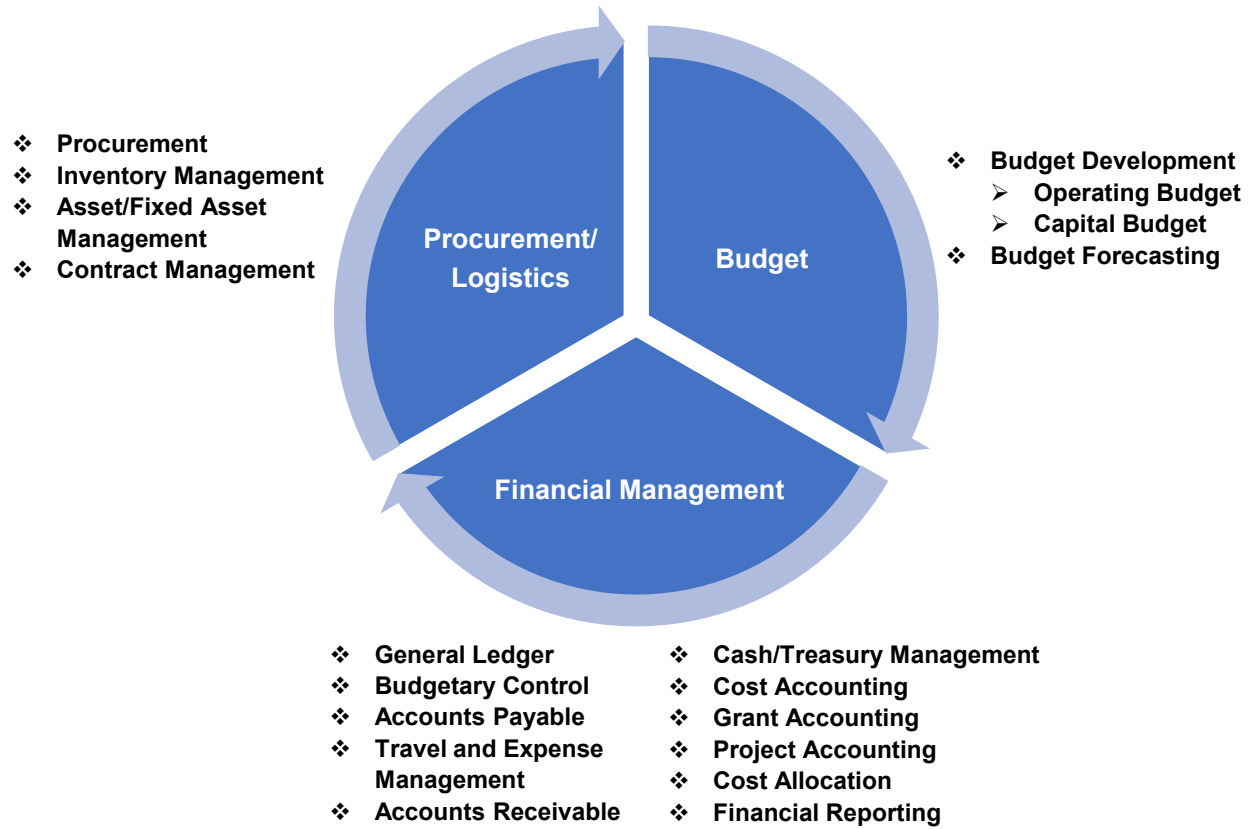 ❖ Procurement
❖ Inventory Management
❖ Asset/Fixed Asset
Management
❖ Contract Management
Procurement/
Logistics
Budget
❖ Budget Development
➢ Operating Budget
➢ Capital Budget
❖ Budget Forecasting
Financial Management
❖ General Ledger
❖ Budgetary Control
❖ Accounts Payable
❖ Travel and Expense
Management
❖ Accounts Receivable
❖ Cash/Treasury Management
❖ Cost Accounting
❖ Grant Accounting
❖ Project Accounting
❖ Cost Allocation
❖ Financial Reporting